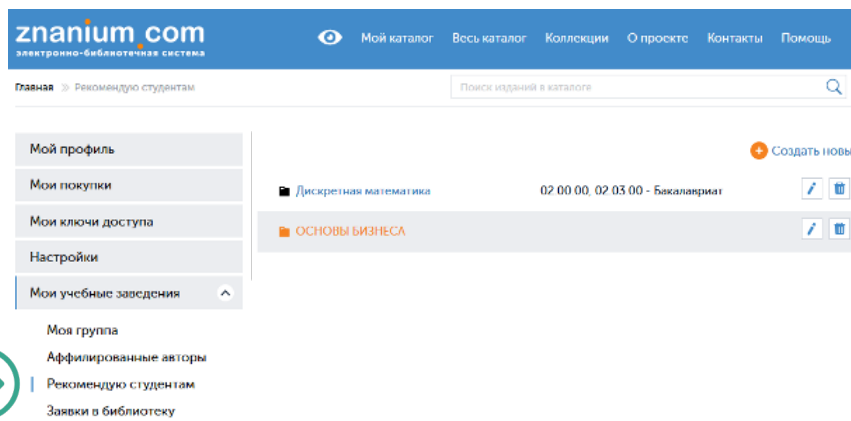 znanium.com
электронно-библиотечная система
Мой каталог Весь каталог Коллекции О проекте Контакты Помощь
Главная » Рекомендую студентам
Поиск изданий в каталоге
Мой профиль
Создать новы
Мои покупки
Дискретная математика 02 00 00, 02 03 00 - Бакалавриат
Мои ключи доступа
ОСНОВЫ БИЗНЕСА
Настройки
Мои учебные заведения
Моя группа
Аффилированные авторы
Рекомендую студентам
Заявки в библиотеку